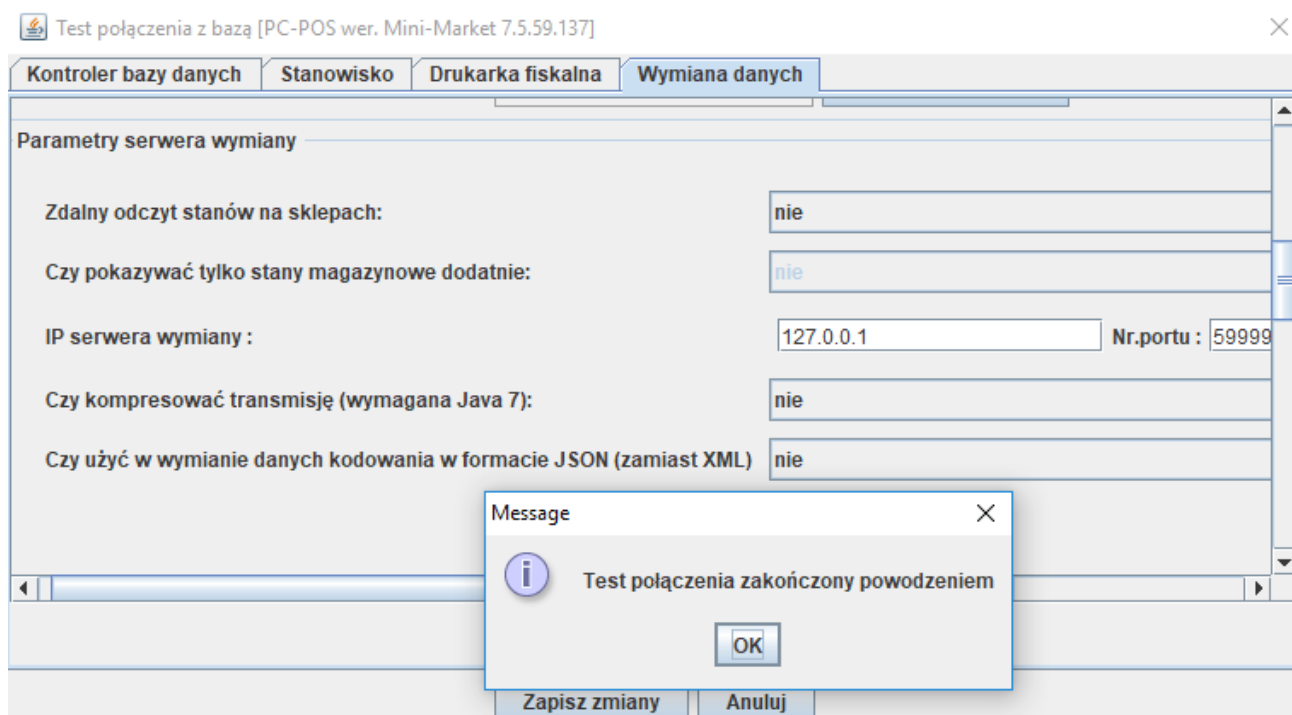 Test połączenia z bazą [PC-POS wer. Mini-Market 7.5.59.137]
Kontroler bazy danych Stanowisko Drukarka fiskalna Wymiana danych
Parametry serwera wymiany
Zdalny odczyt stanów na sklepach: nie
Czy pokazywać tylko stany magazynowe dodatnie: nie
IP serwera wymiany : 127.0.0.1 Nr.portu : 59999
Czy kompresować transmisję (wymagana Java 7): nie
Czy użyć w wymianie danych kodowania w formacie JSON (zamiast XML) nie
Message
Test połączenia zakończony powodzeniem
OK
Zapisz zmiany Anuluj